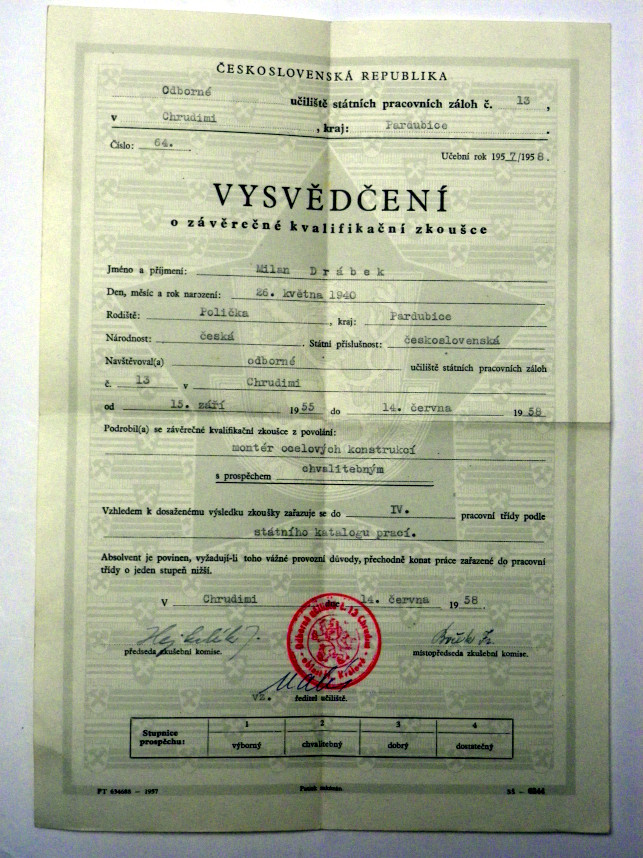 ČESKOSLOVENSKÁ REPUBLIKA
Odborné učiliště státních pracovních záloh č. 13,
v Chrudimi, kraj: Pardubice.
Číslo: 64.
Učební rok 1957/1958.
VYSVĚDČENÍ
o závěrečné kvalifikační zkoušce
Jméno a příjmení: Milan Drábek
Den, měsíc a rok narození: 26. května 1940
Rodiště: Polička, kraj: Pardubice
Národnost: česká. Státní příslušnost: československá
Navštěvoval(a) odborné učiliště státních pracovních záloh
č. 13 v Chrudimi
od 15. září 1955 do 14. června 1958
Podrobil(a) se závěrečné kvalifikační zkoušce z povolání:
montér ocelových konstrukcí
s prospěchem chvalitebným
Vzhledem k dosaženému výsledku zkoušky zařazuje se do IV. pracovní třídy podle
státního katalogu prací.
Absolvent je povinen, vyžadují-li toho vážné provozní důvody, přechodně konat práce zařazené do pracovní
třídy o jeden stupeň nižší.
V Chrudimi dne 14. června 1958
předseda zkušební komise. místopředseda zkušební komise.
vz. ředitel učiliště.
Stupnice prospěchu:
1 2 3 4
výborný chvalitebný dobrý dostatečný
PT 634688 – 1957